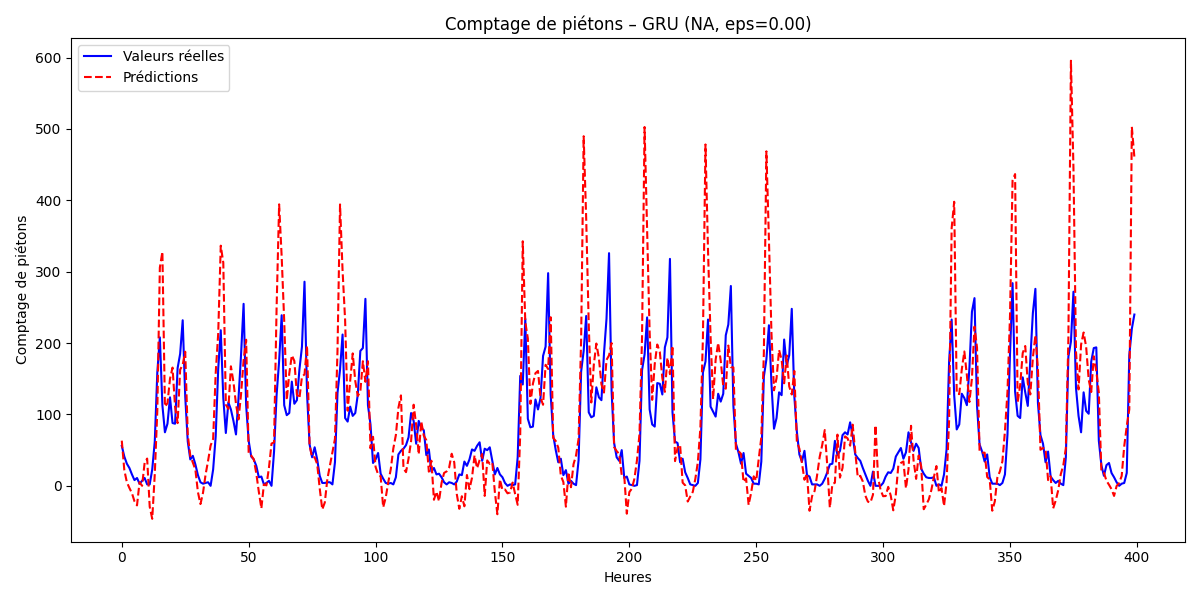 Comptage de piétons – GRU (NA, eps=0.00)
Valeurs réelles
Prédictions
Comptage de piétons
600
500
400
300
200
100
0
0 50 100 150 200 250 300 350 400
Heures